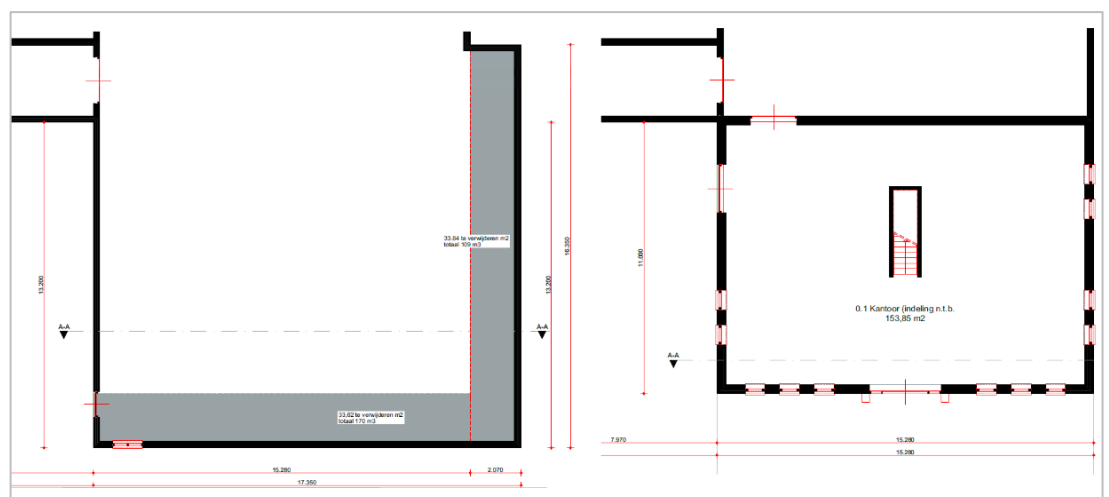 33.84 te verwijderen m2
totaal 109 m3
13.200
13.200
16.350
A-A
A-A
33,62 te verwijderen m2
totaal 170 m3
15.280
2.070
17.350
11.690
0.1 Kantoor (indeling n.t.b.
153,85 m2
A-A
7.970
15.280
15.280